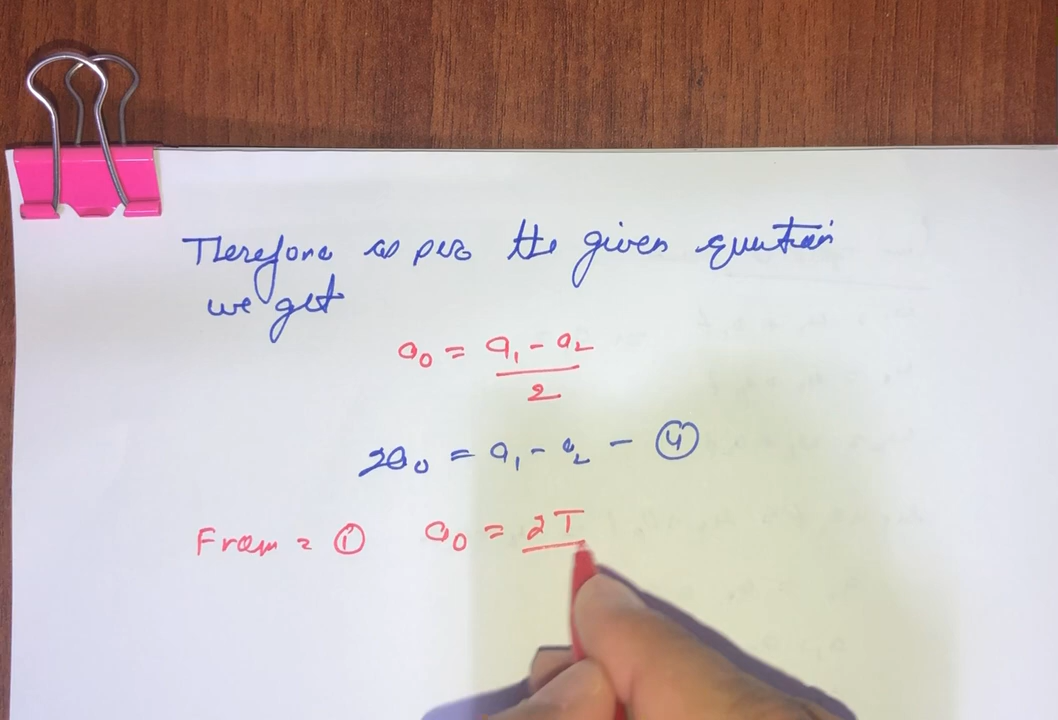 Therefore as per the given equation
we get
a₀ = a₁ - a₂ / 2
2a₀ = a₁ - a₂ - ④
From = ① a₀ = 2T